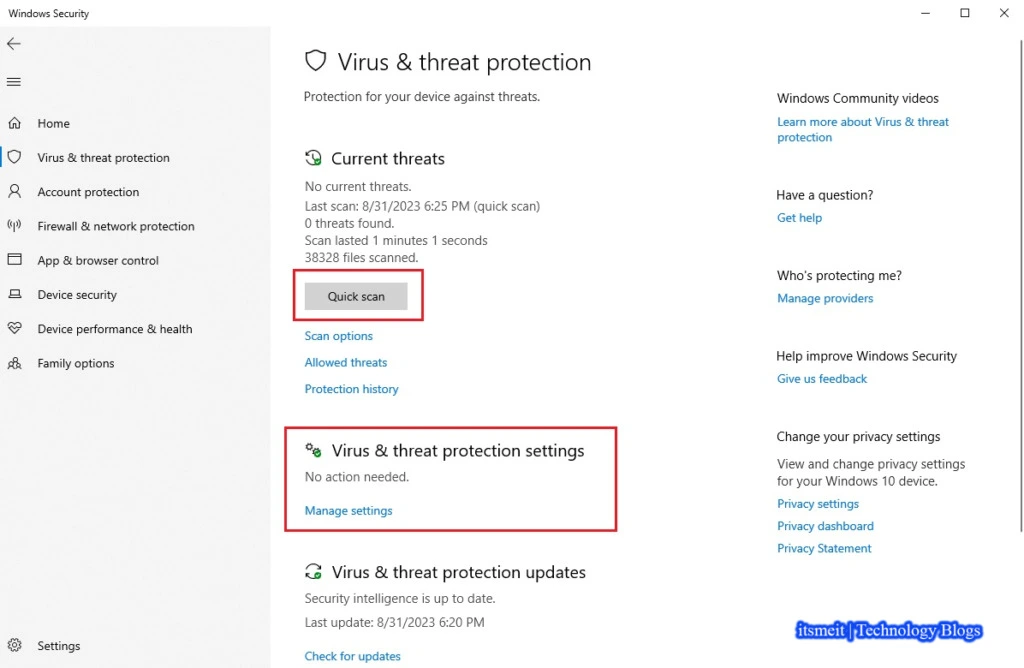 Windows Security
Home
Virus & threat protection
Account protection
Firewall & network protection
App & browser control
Device security
Device performance & health
Family options
Settings
Virus & threat protection
Protection for your device against threats.
Current threats
No current threats.
Last scan: 8/31/2023 6:25 PM (quick scan)
0 threats found.
Scan lasted 1 minutes 1 seconds
38328 files scanned.
Quick scan
Scan options
Allowed threats
Protection history
Virus & threat protection settings
No action needed.
Manage settings
Virus & threat protection updates
Security intelligence is up to date.
Last update: 8/31/2023 6:20 PM
Check for updates
Windows Community videos
Learn more about Virus & threat
protection
Have a question?
Get help
Who's protecting me?
Manage providers
Help improve Windows Security
Give us feedback
Change your privacy settings
View and change privacy settings
for your Windows 10 device.
Privacy settings
Privacy dashboard
Privacy Statement
itsmeit | Technology Blogs